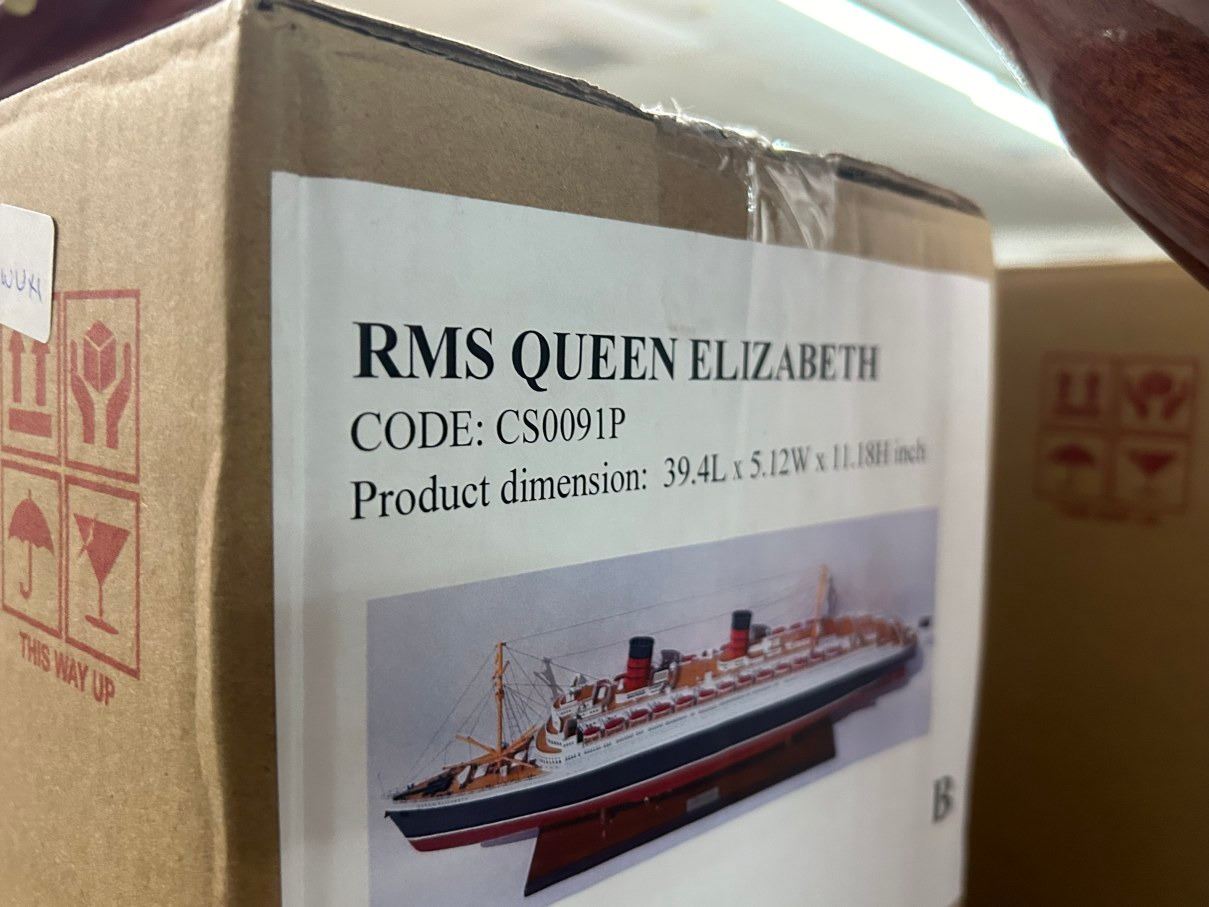 RMS QUEEN ELIZABETH
CODE: CS0091P
Product dimension: 39.4L x 5.12W x 11.18H inch
B
THIS WAY UP